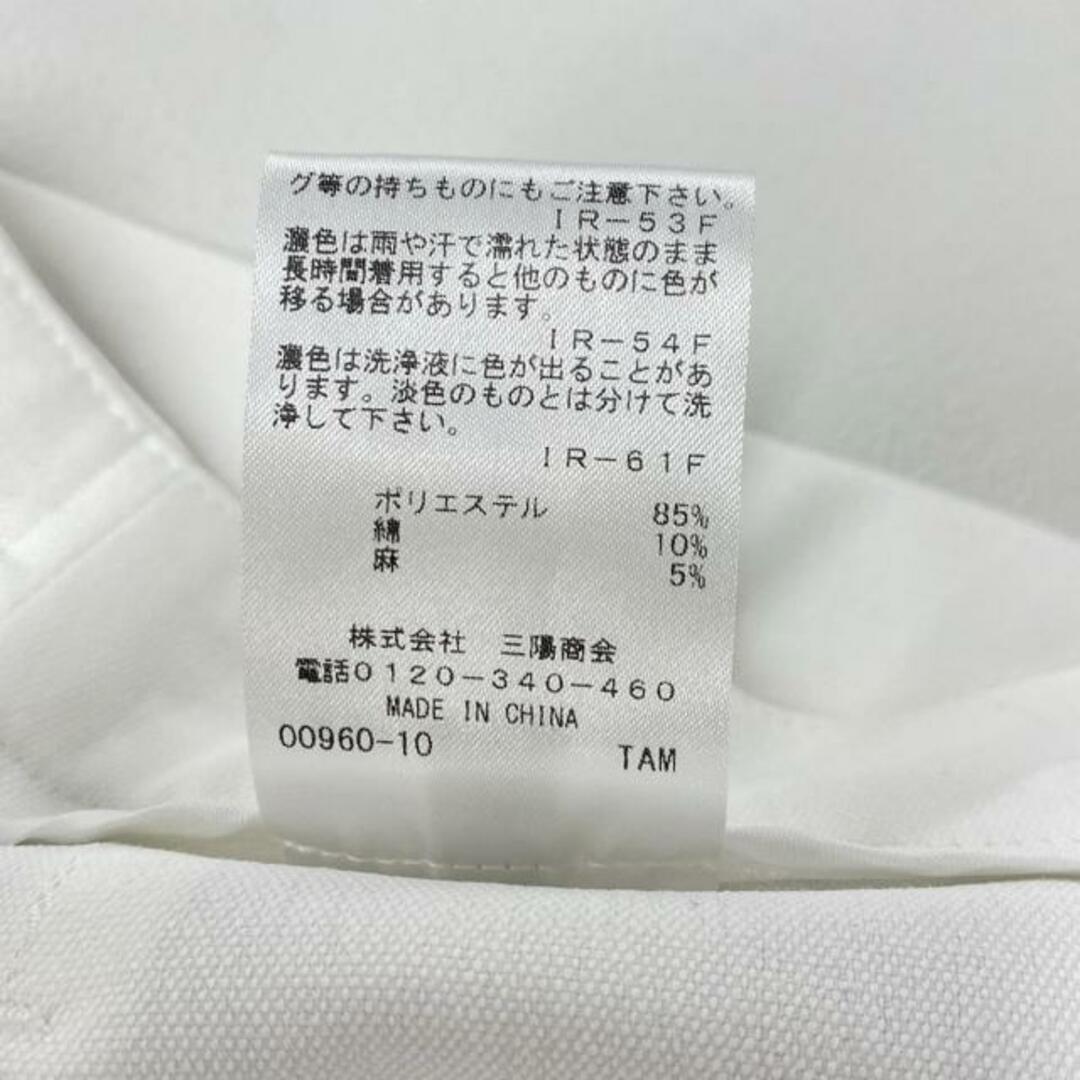 グ等の持ちものにもご注意下さい。
IR-53F
濃色は雨や汗で濡れた状態のまま
長時間着用すると他のものに色が
移る場合があります。
IR-54F
濃色は洗浄液に色が出ることがあ
ります。淡色のものとは分けて洗
浄して下さい。
IR-61F
ポリエステル 85%
綿 10%
麻 5%
株式会社 三陽商会
電話0120-340-460
MADE IN CHINA
00960-10 TAM